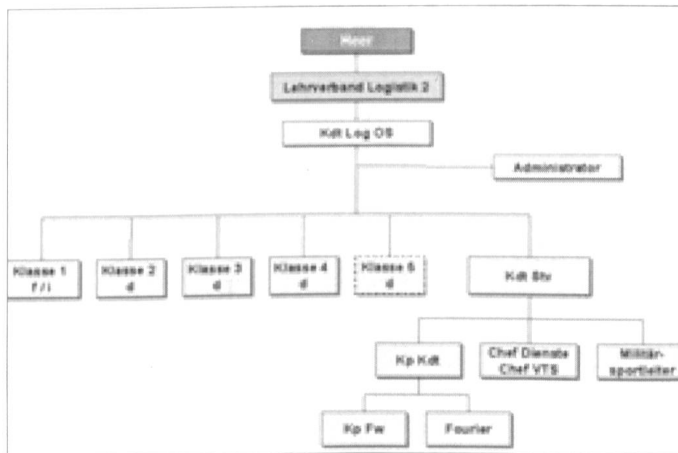 Heer
Lehrverband Logistik 2
Kdt Log OS
Administrator
Klasse 1
f / i
Klasse 2
d
Klasse 3
d
Klasse 4
d
Klasse 5
d
Kdt Stv
Kp Kdt
Chef Dienste
Chef VTS
Militär-
sportleiter
Kp Fw
Fourier